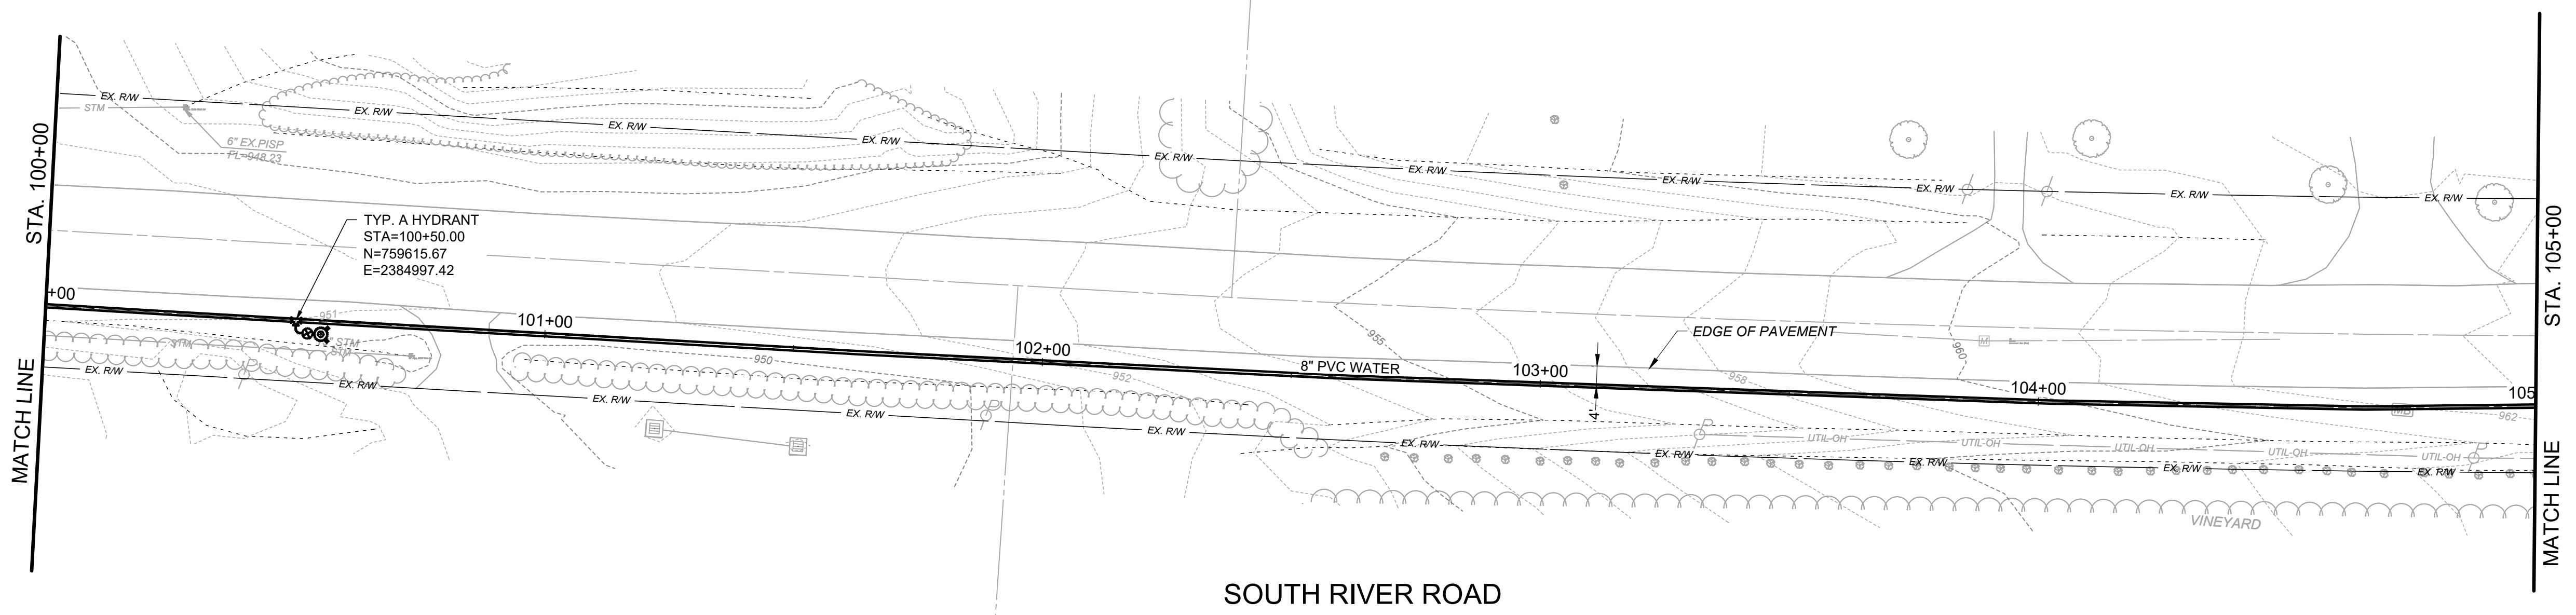 STA. 100+00
MATCH LINE
EX. R/W
EX. R/W
EX. R/W
EX. R/W
EX. R/W
EX. R/W
EX. R/W
EX. R/W
EX. R/W
EX. R/W
STM
6" EX.PISP
FL=948.23
TYP. A HYDRANT
STA=100+50.00
N=759615.67
E=2384997.42
+00
951
101+00
102+00
8" PVC WATER
955
103+00
EDGE OF PAVEMENT
960
M
104+00
105
STM
STM
STM
950
952
4'
958
MB
962
EX. R/W
EX. R/W
EX. R/W
EX. R/W
EX. R/W
EX. R/W
EX. R/W
EX. R/W
EX. R/W
EX. R/W
UTIL-OH
UTIL-OH
UTIL-OH
UTIL-OH
UTIL-OH
VINEYARD
STA. 105+00
MATCH LINE
SOUTH RIVER ROAD